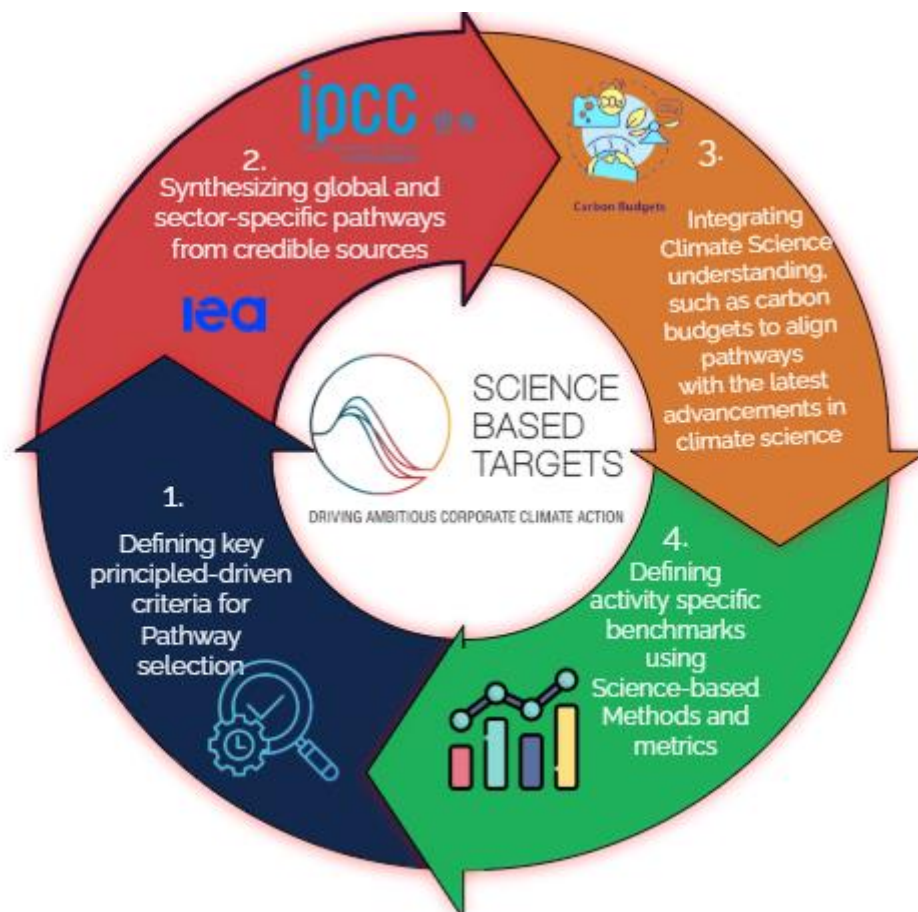 1.
Defining key
principled-driven
criteria for
Pathway
selection
2.
Synthesizing global and
sector-specific pathways
from credible sources
ipcc
iea
3.
Carbon Budgets
Integrating
Climate Science
understanding,
such as carbon
budgets to align
pathways
with the latest
advancements in
climate science
4.
Defining
activity specific
benchmarks
using
Science-based
Methods and
metrics
SCIENCE
BASED
TARGETS
DRIVING AMBITIOUS CORPORATE CLIMATE ACTION